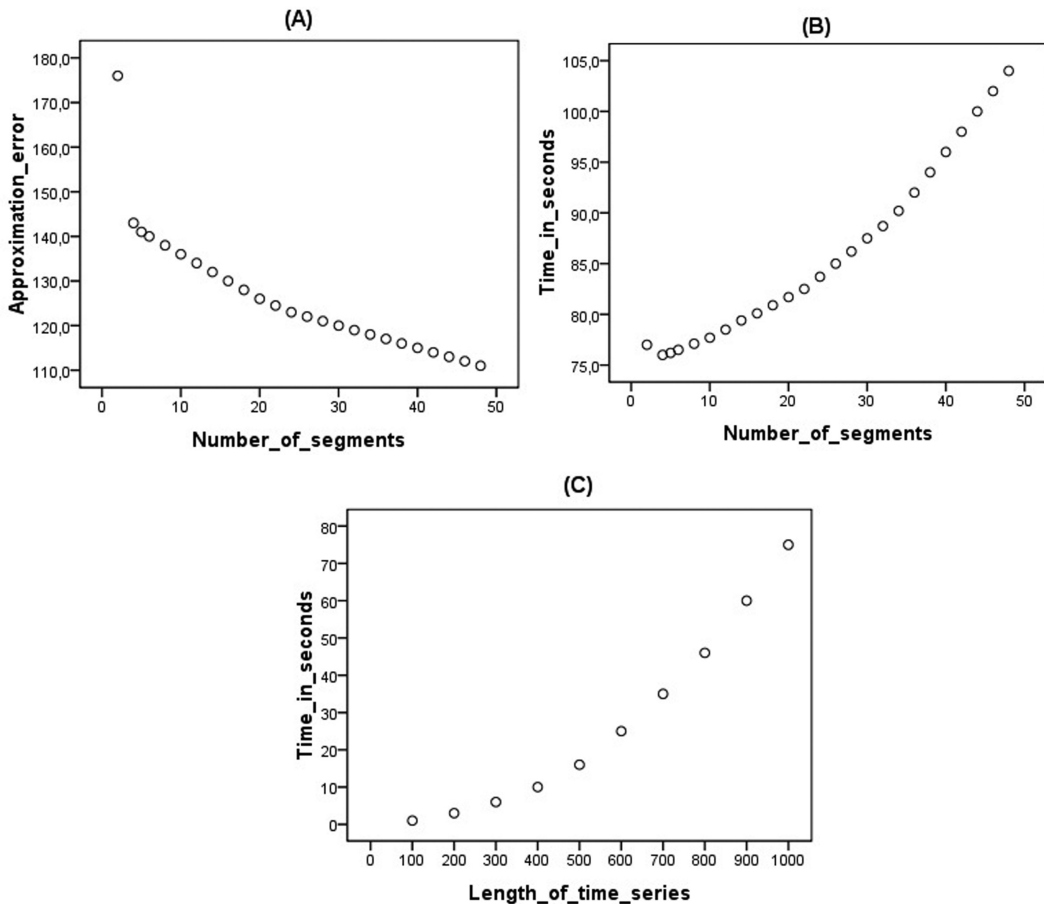 (A)
180,0
170,0
160,0
150,0
140,0
130,0
120,0
110,0
Approximation_error
0 10 20 30 40 50
Number_of_segments
(B)
105,0
100,0
95,0
90,0
85,0
80,0
75,0
Time_in_seconds
0 10 20 30 40 50
Number_of_segments
(C)
80
70
60
50
40
30
20
10
0
Time_in_seconds
0 100 200 300 400 500 600 700 800 900 1000
Length_of_time_series